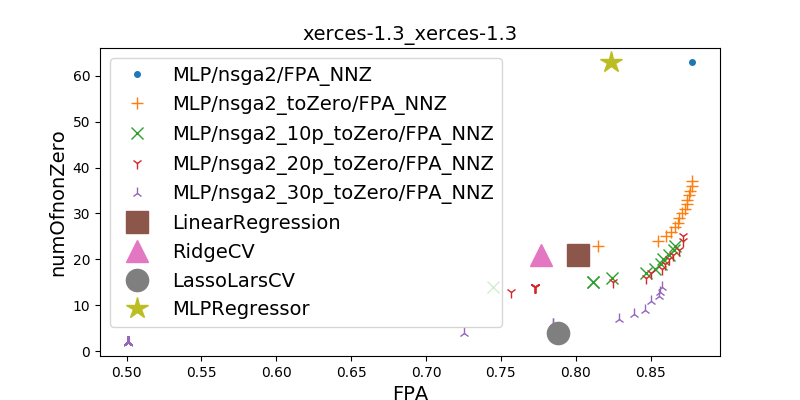 xerces-1.3_xerces-1.3
numOfnonZero
60
50
40
30
20
10
0
MLP/nsga2/FPA_NNZ
MLP/nsga2_toZero/FPA_NNZ
MLP/nsga2_10p_toZero/FPA_NNZ
MLP/nsga2_20p_toZero/FPA_NNZ
MLP/nsga2_30p_toZero/FPA_NNZ
LinearRegression
RidgeCV
LassoLarsCV
MLPRegressor
0.50 0.55 0.60 0.65 0.70 0.75 0.80 0.85
FPA